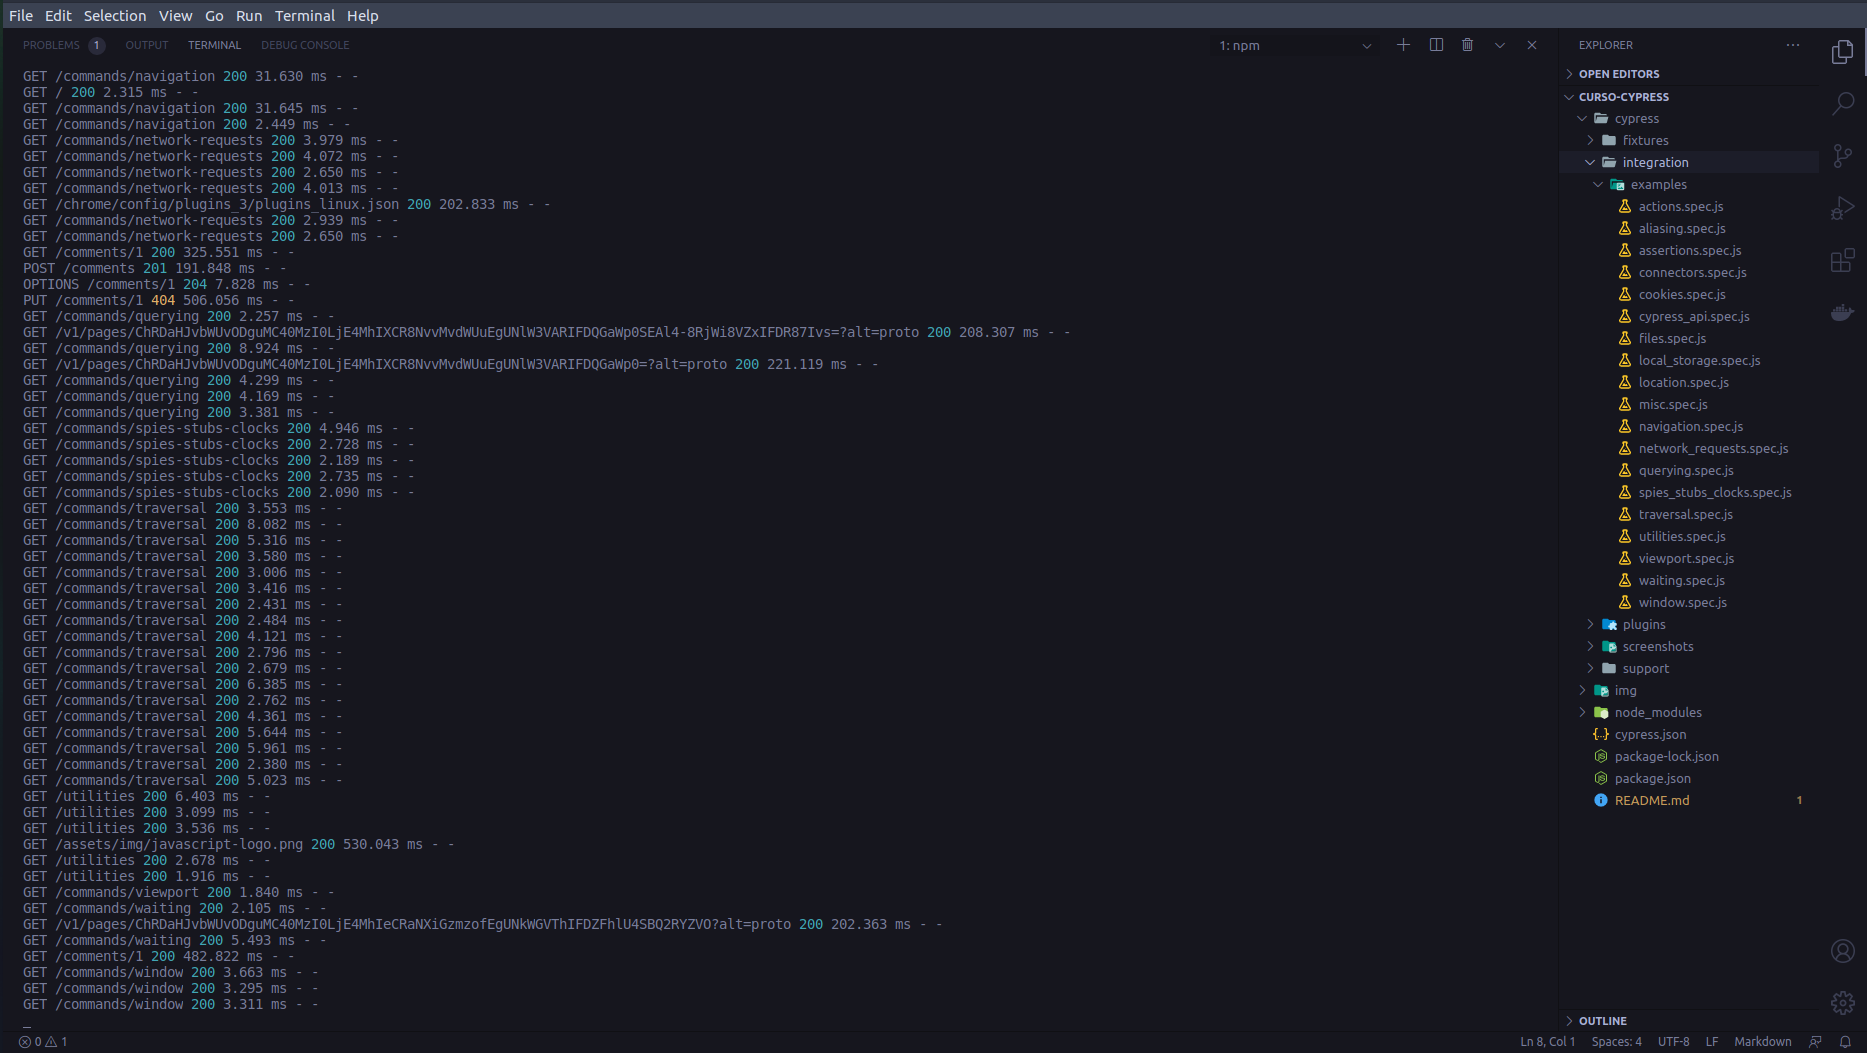 File Edit Selection View Go Run Terminal Help
PROBLEMS 1 OUTPUT TERMINAL DEBUG CONSOLE 1: npm
GET /commands/navigation 200 31.630 ms - -
GET / 200 2.315 ms - -
GET /commands/navigation 200 31.645 ms - -
GET /commands/navigation 200 2.449 ms - -
GET /commands/network-requests 200 3.979 ms - -
GET /commands/network-requests 200 4.072 ms - -
GET /commands/network-requests 200 2.650 ms - -
GET /commands/network-requests 200 4.013 ms - -
GET /chrome/config/plugins_3/plugins_linux.json 200 202.833 ms - -
GET /commands/network-requests 200 2.939 ms - -
GET /commands/network-requests 200 2.650 ms - -
GET /comments/1 200 325.551 ms - -
POST /comments 201 191.848 ms - -
OPTIONS /comments/1 204 7.828 ms - -
PUT /comments/1 404 506.056 ms - -
GET /commands/querying 200 2.257 ms - -
GET /v1/pages/ChRDaHJvbWUvODguMC40MzI0LjE4MhIXCR8NvvMvdWUuEgUNlW3VARIFDQGaWp0SEAl4-8RjWi8VZxIFDR87Ivs=?alt=proto 200 208.307 ms - -
GET /commands/querying 200 8.924 ms - -
GET /v1/pages/ChRDaHJvbWUvODguMC40MzI0LjE4MhIXCR8NvvMvdWUuEgUNlW3VARIFDQGaWp0=?alt=proto 200 221.119 ms - -
GET /commands/querying 200 4.299 ms - -
GET /commands/querying 200 4.169 ms - -
GET /commands/querying 200 3.381 ms - -
GET /commands/spies-stubs-clocks 200 4.946 ms - -
GET /commands/spies-stubs-clocks 200 2.728 ms - -
GET /commands/spies-stubs-clocks 200 2.189 ms - -
GET /commands/spies-stubs-clocks 200 2.735 ms - -
GET /commands/spies-stubs-clocks 200 2.090 ms - -
GET /commands/traversal 200 3.553 ms - -
GET /commands/traversal 200 8.082 ms - -
GET /commands/traversal 200 5.316 ms - -
GET /commands/traversal 200 3.580 ms - -
GET /commands/traversal 200 3.006 ms - -
GET /commands/traversal 200 3.416 ms - -
GET /commands/traversal 200 2.431 ms - -
GET /commands/traversal 200 2.484 ms - -
GET /commands/traversal 200 4.121 ms - -
GET /commands/traversal 200 2.796 ms - -
GET /commands/traversal 200 2.679 ms - -
GET /commands/traversal 200 6.385 ms - -
GET /commands/traversal 200 2.762 ms - -
GET /commands/traversal 200 4.361 ms - -
GET /commands/traversal 200 5.644 ms - -
GET /commands/traversal 200 5.961 ms - -
GET /commands/traversal 200 2.380 ms - -
GET /commands/traversal 200 5.023 ms - -
GET /utilities 200 6.403 ms - -
GET /utilities 200 3.099 ms - -
GET /utilities 200 3.536 ms - -
GET /assets/img/javascript-logo.png 200 530.043 ms - -
GET /utilities 200 2.678 ms - -
GET /utilities 200 1.916 ms - -
GET /commands/viewport 200 1.840 ms - -
GET /commands/waiting 200 2.105 ms - -
GET /v1/pages/ChRDaHJvbWUvODguMC40MzI0LjE4MhIeCRaNXiGzmzofEgUNkWGVThIFDZFhlU4SBQ2RYZVO?alt=proto 200 202.363 ms - -
GET /commands/waiting 200 5.493 ms - -
GET /comments/1 200 482.822 ms - -
GET /commands/window 200 3.663 ms - -
GET /commands/window 200 3.295 ms - -
GET /commands/window 200 3.311 ms - -
EXPLORER
OPEN EDITORS
CURSO-CYPRESS
cypress
fixtures
integration
examples
actions.spec.js
aliasing.spec.js
assertions.spec.js
connectors.spec.js
cookies.spec.js
cypress_api.spec.js
files.spec.js
local_storage.spec.js
location.spec.js
misc.spec.js
navigation.spec.js
network_requests.spec.js
querying.spec.js
spies_stubs_clocks.spec.js
traversal.spec.js
utilities.spec.js
viewport.spec.js
waiting.spec.js
window.spec.js
plugins
screenshots
support
img
node_modules
cypress.json
package-lock.json
package.json
README.md 1
OUTLINE
0 1 Ln 8, Col 1 Spaces: 4 UTF-8 LF Markdown